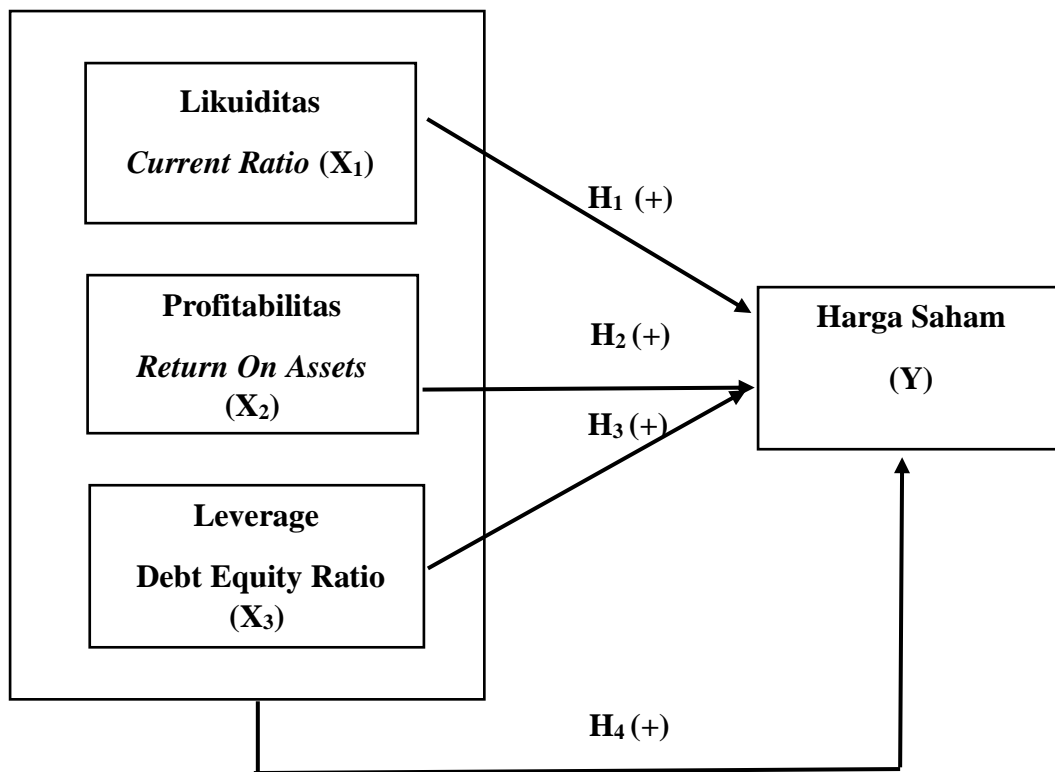 Likuiditas
Current Ratio (X₁)
H₁ (+)
Profitabilitas
Return On Assets
(X₂)
H₂ (+)
Harga Saham
(Y)
H₃ (+)
Leverage
Debt Equity Ratio
(X₃)
H₄ (+)